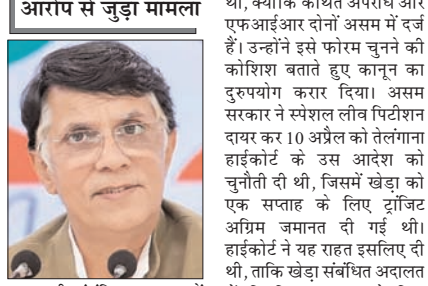 आरोप से जुड़ा मामला
थी, क्योंकि कथित अपराध और
एफआईआर दोनों असम में दर्ज
हैं। उन्होंने इसे फोरम चुनने की
कोशिश बताते हुए कानून का
दुरुपयोग करार दिया। असम
सरकार ने स्पेशल लीव पिटीशन
दायर कर 10 अप्रैल को तेलंगाना
हाईकोर्ट के उस आदेश को
चुनौती दी थी, जिसमें खेड़ा को
एक सप्ताह के लिए ट्रांजिट
अग्रिम जमानत दी गई थी।
हाईकोर्ट ने यह राहत इसलिए दी
थी, ताकि खेड़ा संबंधित अदालत